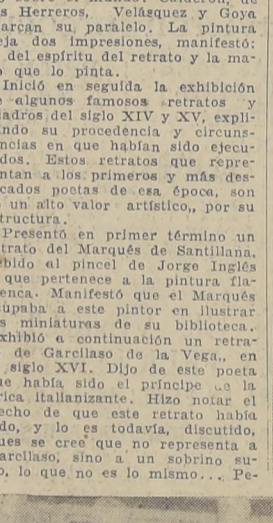 s Herreros, Velásquez y Goya
arcan su paralelo. La pintura
eja dos impresiones, manifestó:
del espíritu del retrato y la ma-
o que lo pinta.
Inició en seguida la exhibición
e algunos famosos retratos y
uadros del siglo XIV y XV, expli-
ando su procedencia y circuns-
ncias en que habían sido ejecu-
dos. Estos retratos que repre-
ntan a los primeros y más des-
cados poetas de esa época, son
un alto valor artístico,, por su
tructura.
Presentó en primer término un
trato del Marqués de Santillana,
ebido al pincel de Jorge Inglés
que pertenece a la pintura fla-
enca. Manifestó que el Marqués
upaba a este pintor en ilustrar
s miniaturas de su biblioteca.
xhibió a continuación un retra-
de Garcilaso de la Vega,, en
siglo XVI. Dijo de este poeta
ue había sido el príncipe de la
rica italianizante. Hizo notar el
echo de que este retrato había
do, y lo es todavía, discutido,
ues se cree que no representa a
arcilaso, sino a un sobrino su-
o, lo que no es lo mismo... Pe-